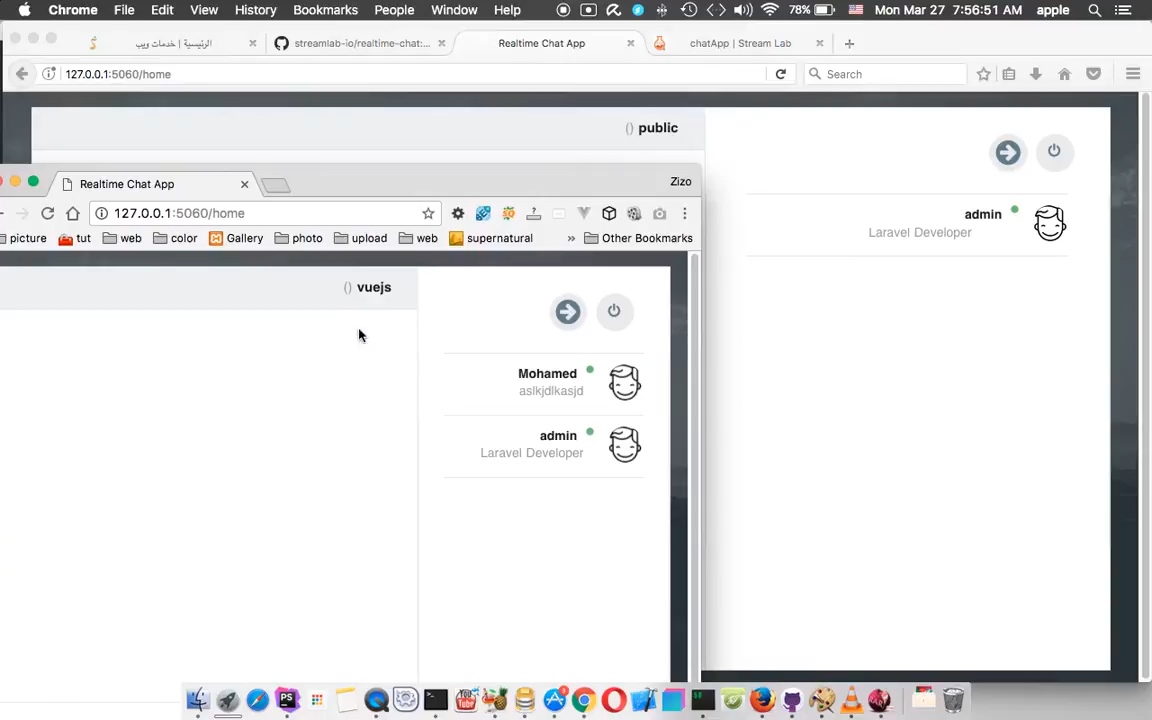 Chrome File Edit View History Bookmarks People Window Help 78% Mon Mar 27 7:56:51 AM apple
الرئيسية | خدمات ويب
streamlab-io/realtime-chat:...
Realtime Chat App
chatApp | Stream Lab
127.0.0.1:5060/home
Search
() public
admin
Laravel Developer
Realtime Chat App
Zizo
127.0.0.1:5060/home
picture tut web color Gallery photo upload web supernatural » Other Bookmarks
() vuejs
Mohamed
aslkjdlkasjd
admin
Laravel Developer